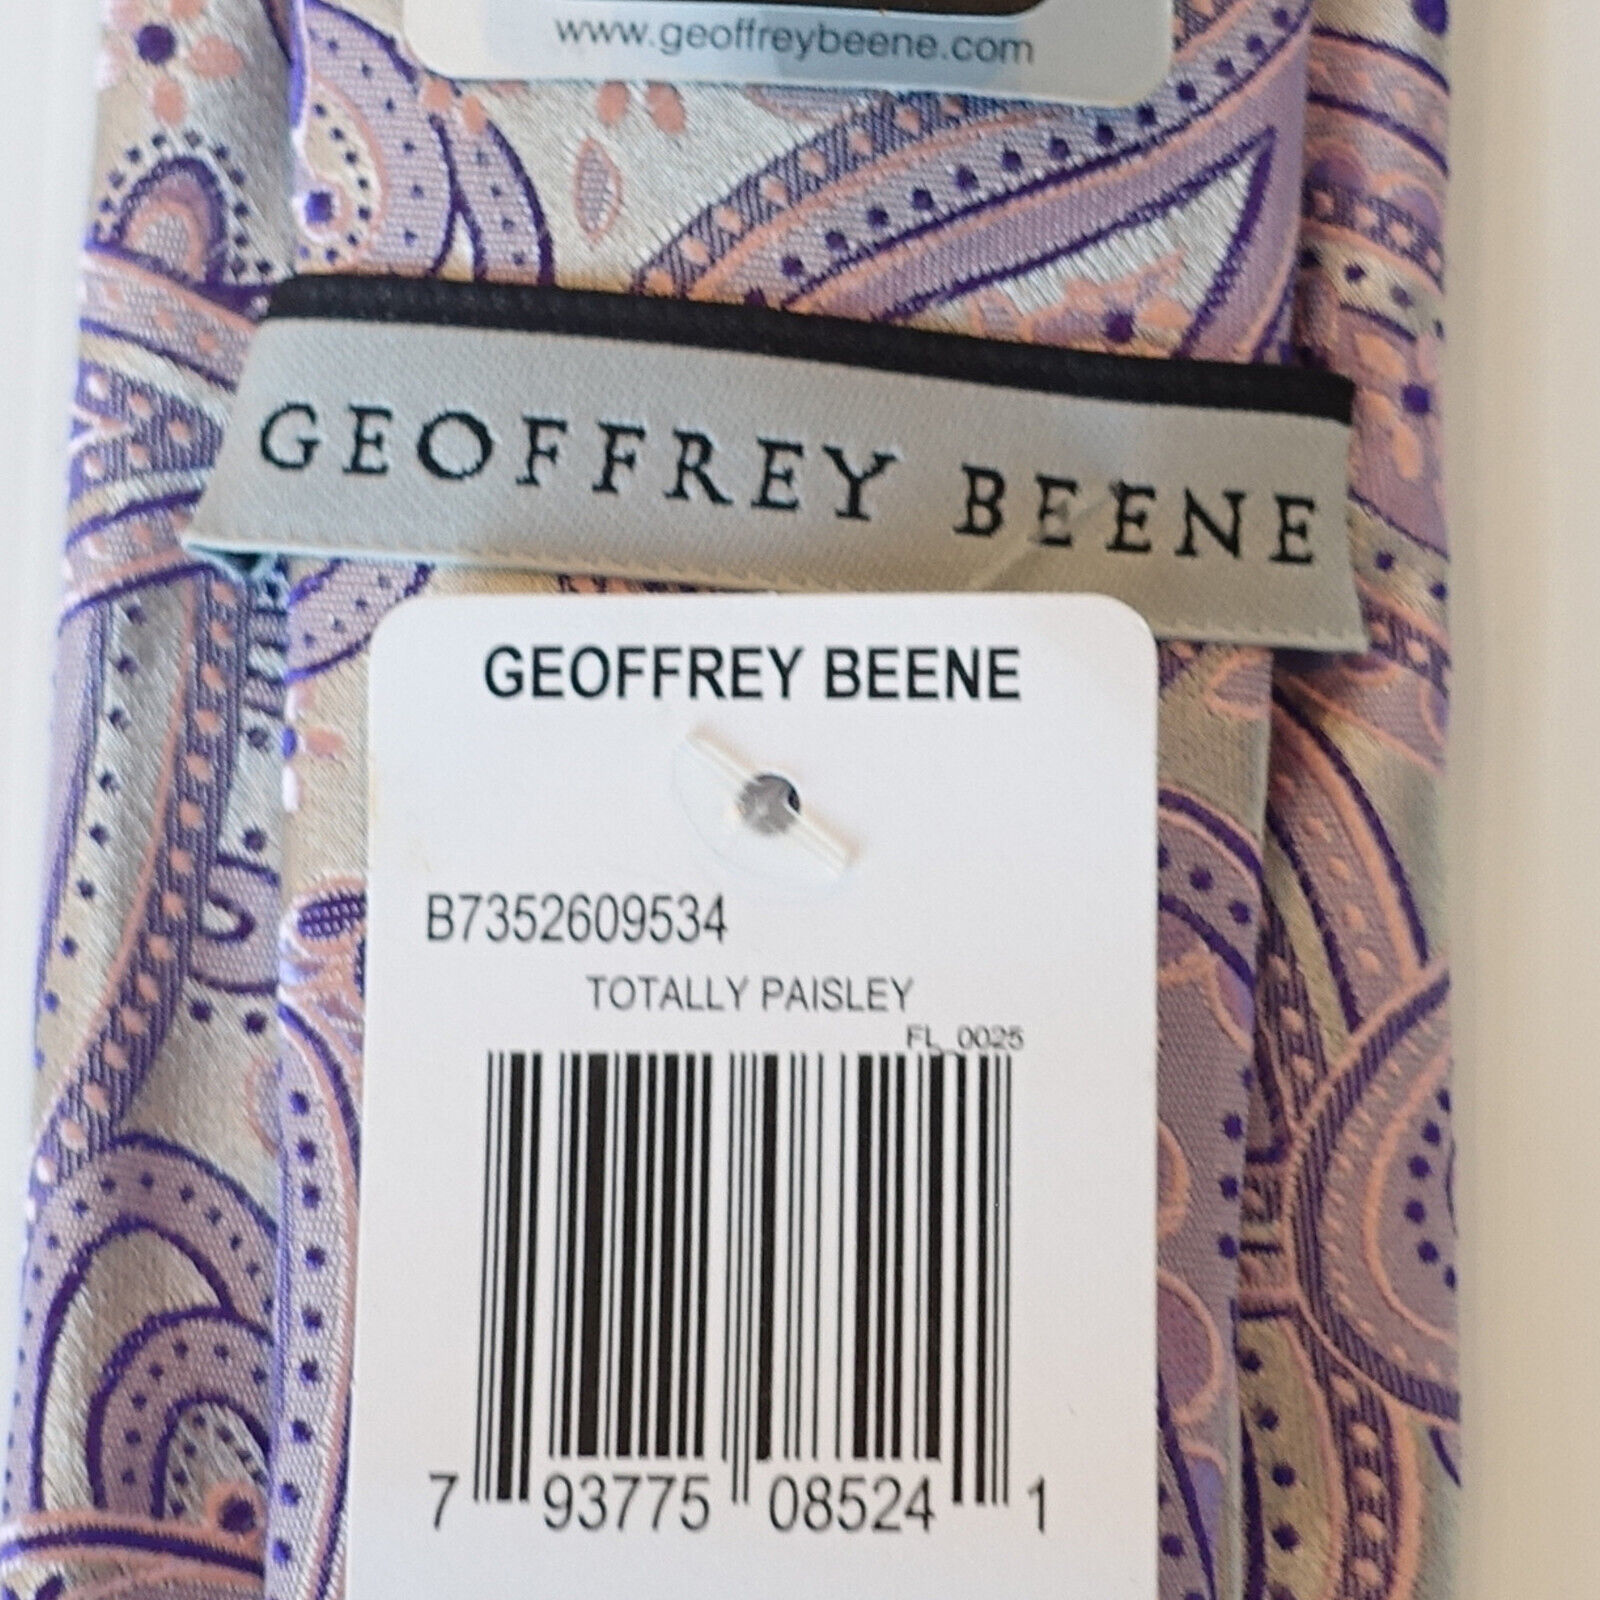 www.geoffreybeene.com
GEOFFREY BEENE
GEOFFREY BEENE
B7352609534
TOTALLY PAISLEY
FL_0025
7 93775 08524 1